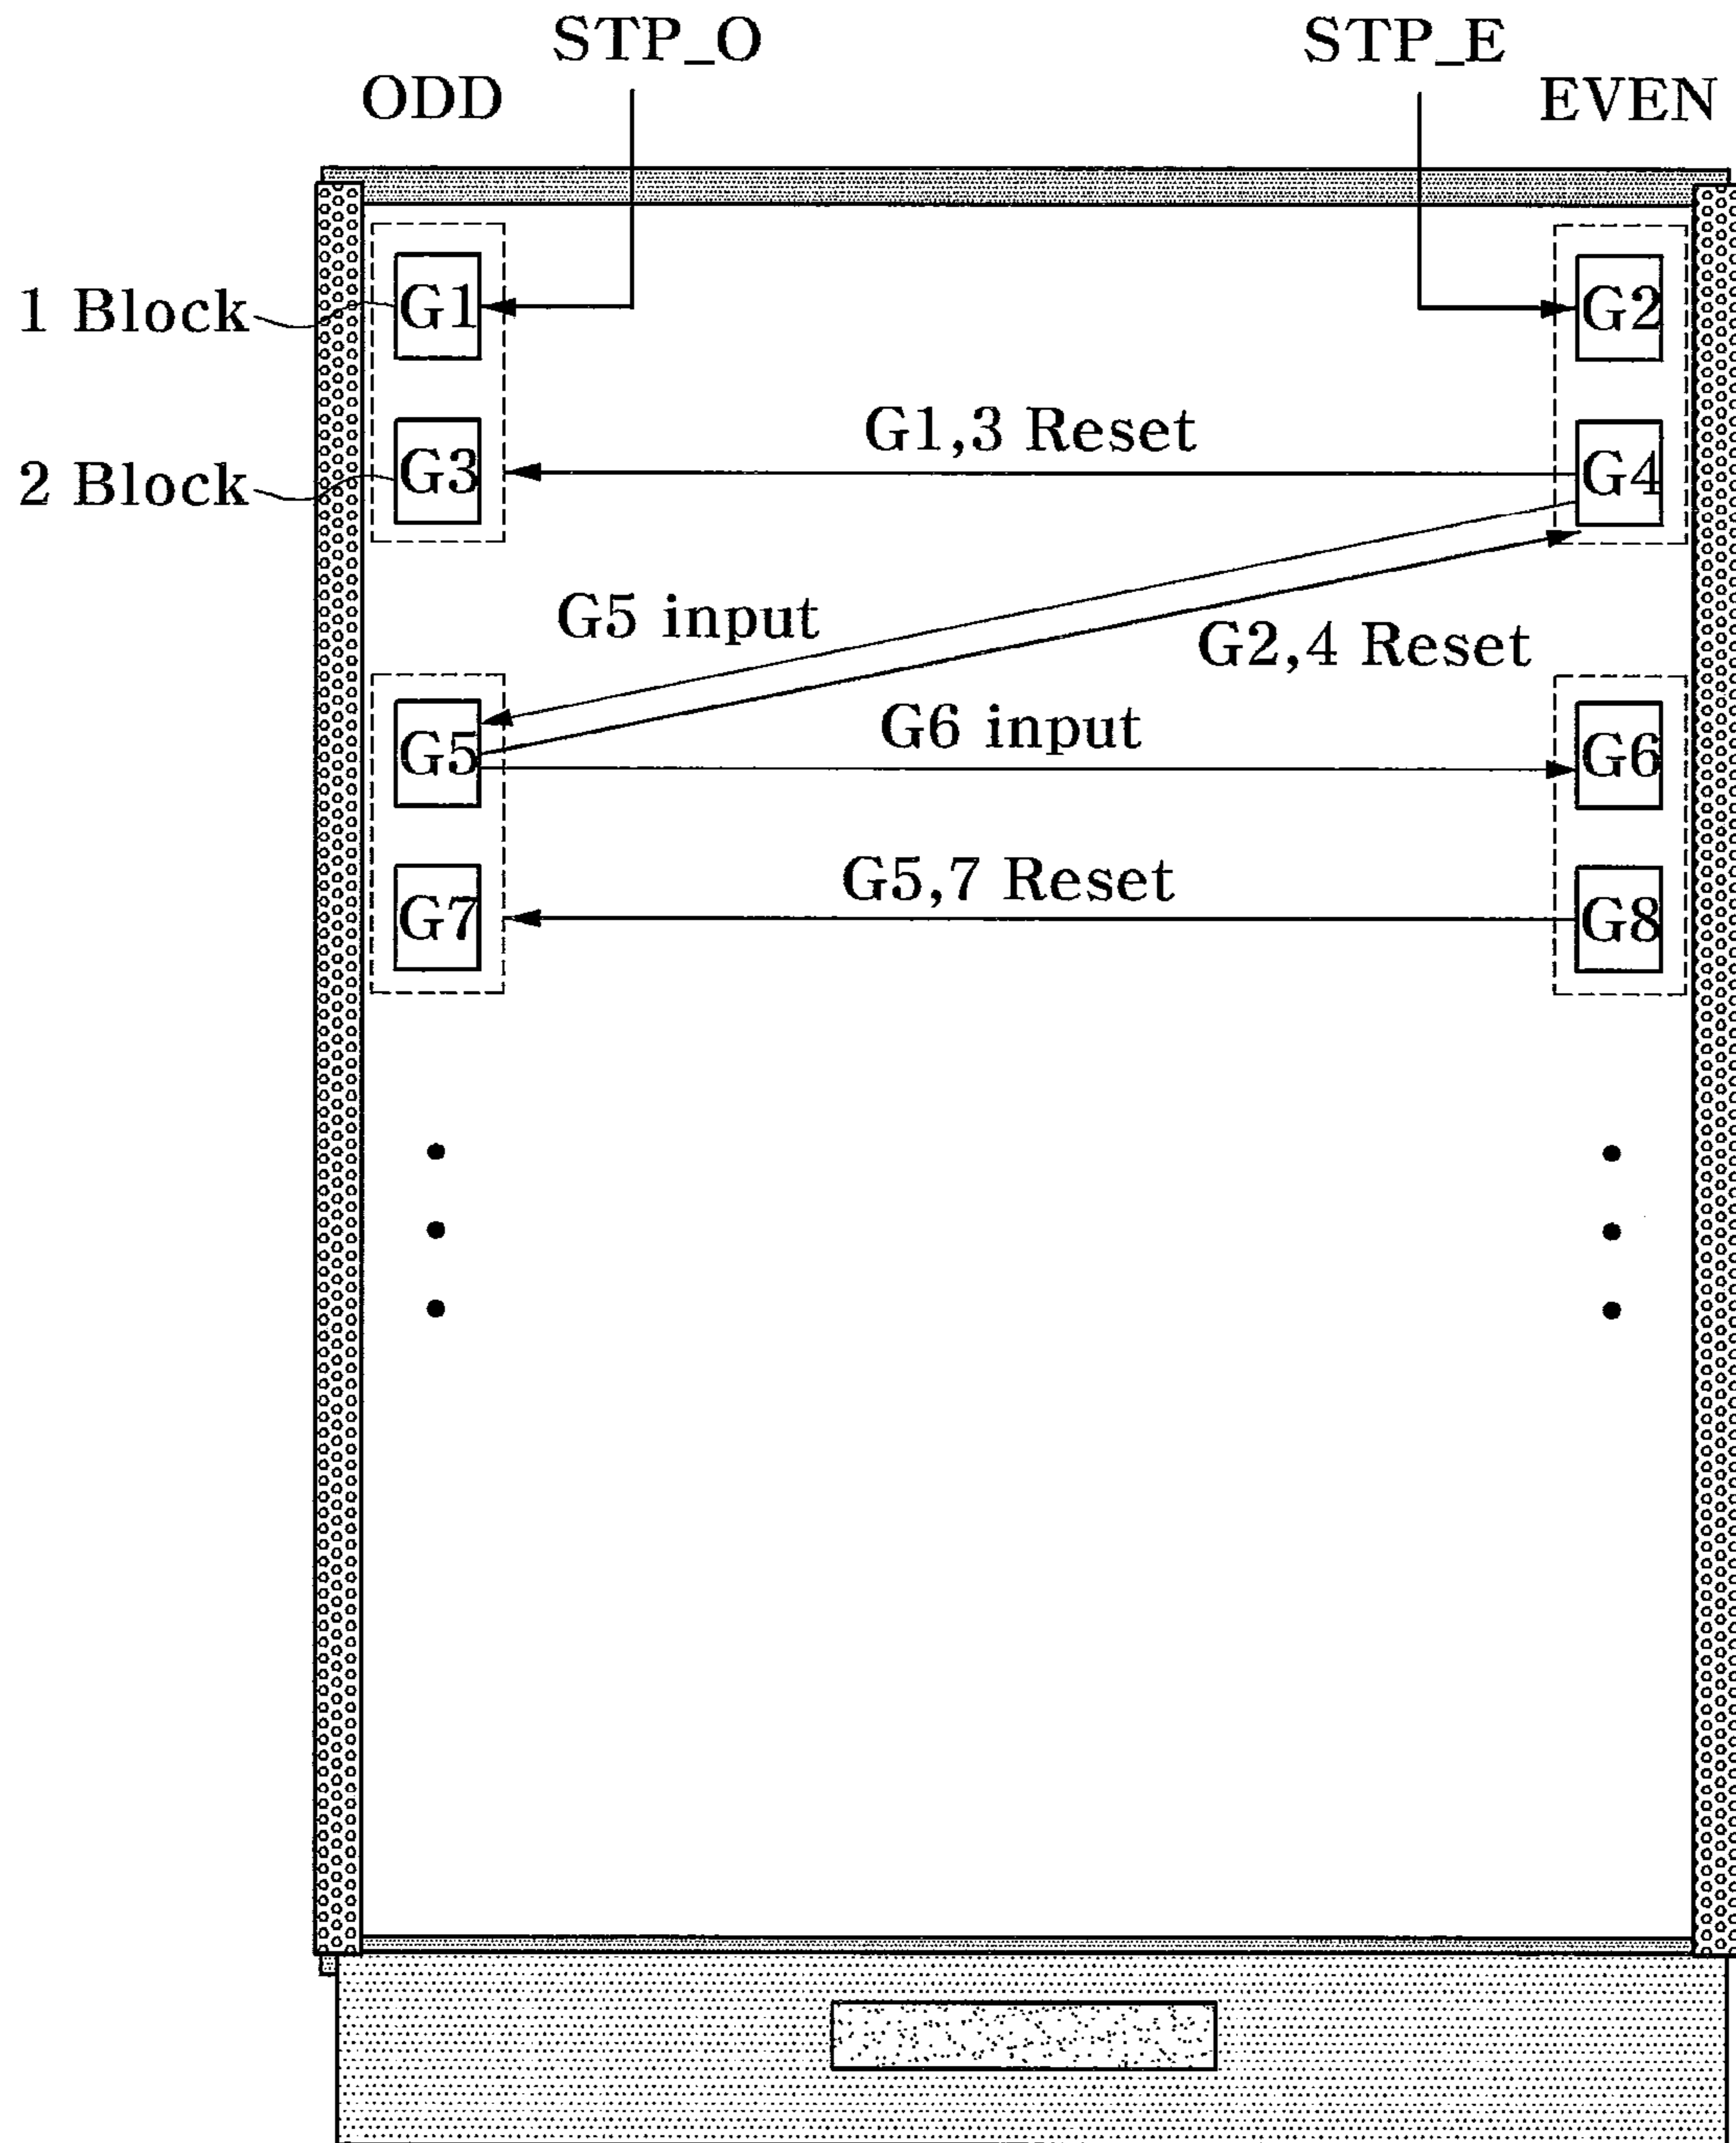 STP_O
STP_E
ODD
EVEN
1 Block
G1
G2
G1,3 Reset
2 Block
G3
G4
G5 input
G2,4 Reset
G5
G6 input
G6
G5,7 Reset
G7
G8